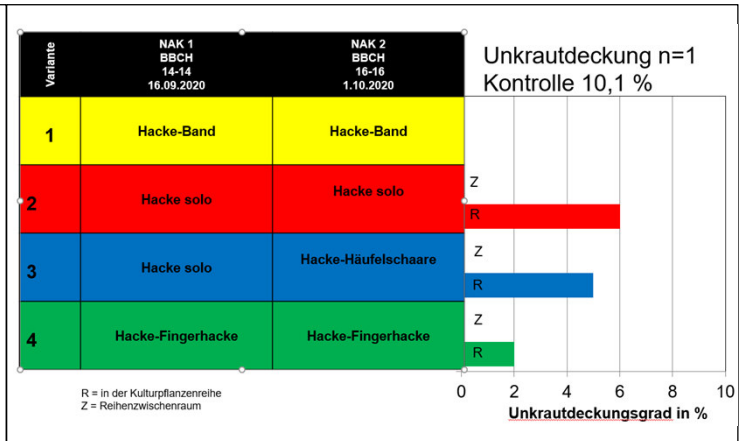 Variante
NAK 1
BBCH
14-14
16.09.2020
NAK 2
BBCH
16-16
1.10.2020
Unkrautdeckung n=1
Kontrolle 10,1 %
1
Hacke-Band
Hacke-Band
2
Hacke solo
Hacke solo
Z
R
3
Hacke solo
Hacke-Häufelschaare
Z
R
4
Hacke-Fingerhacke
Hacke-Fingerhacke
Z
R
R = in der Kulturpflanzenreihe
Z = Reihenzwischenraum
0 2 4 6 8 10
Unkrautdeckungsgrad in %